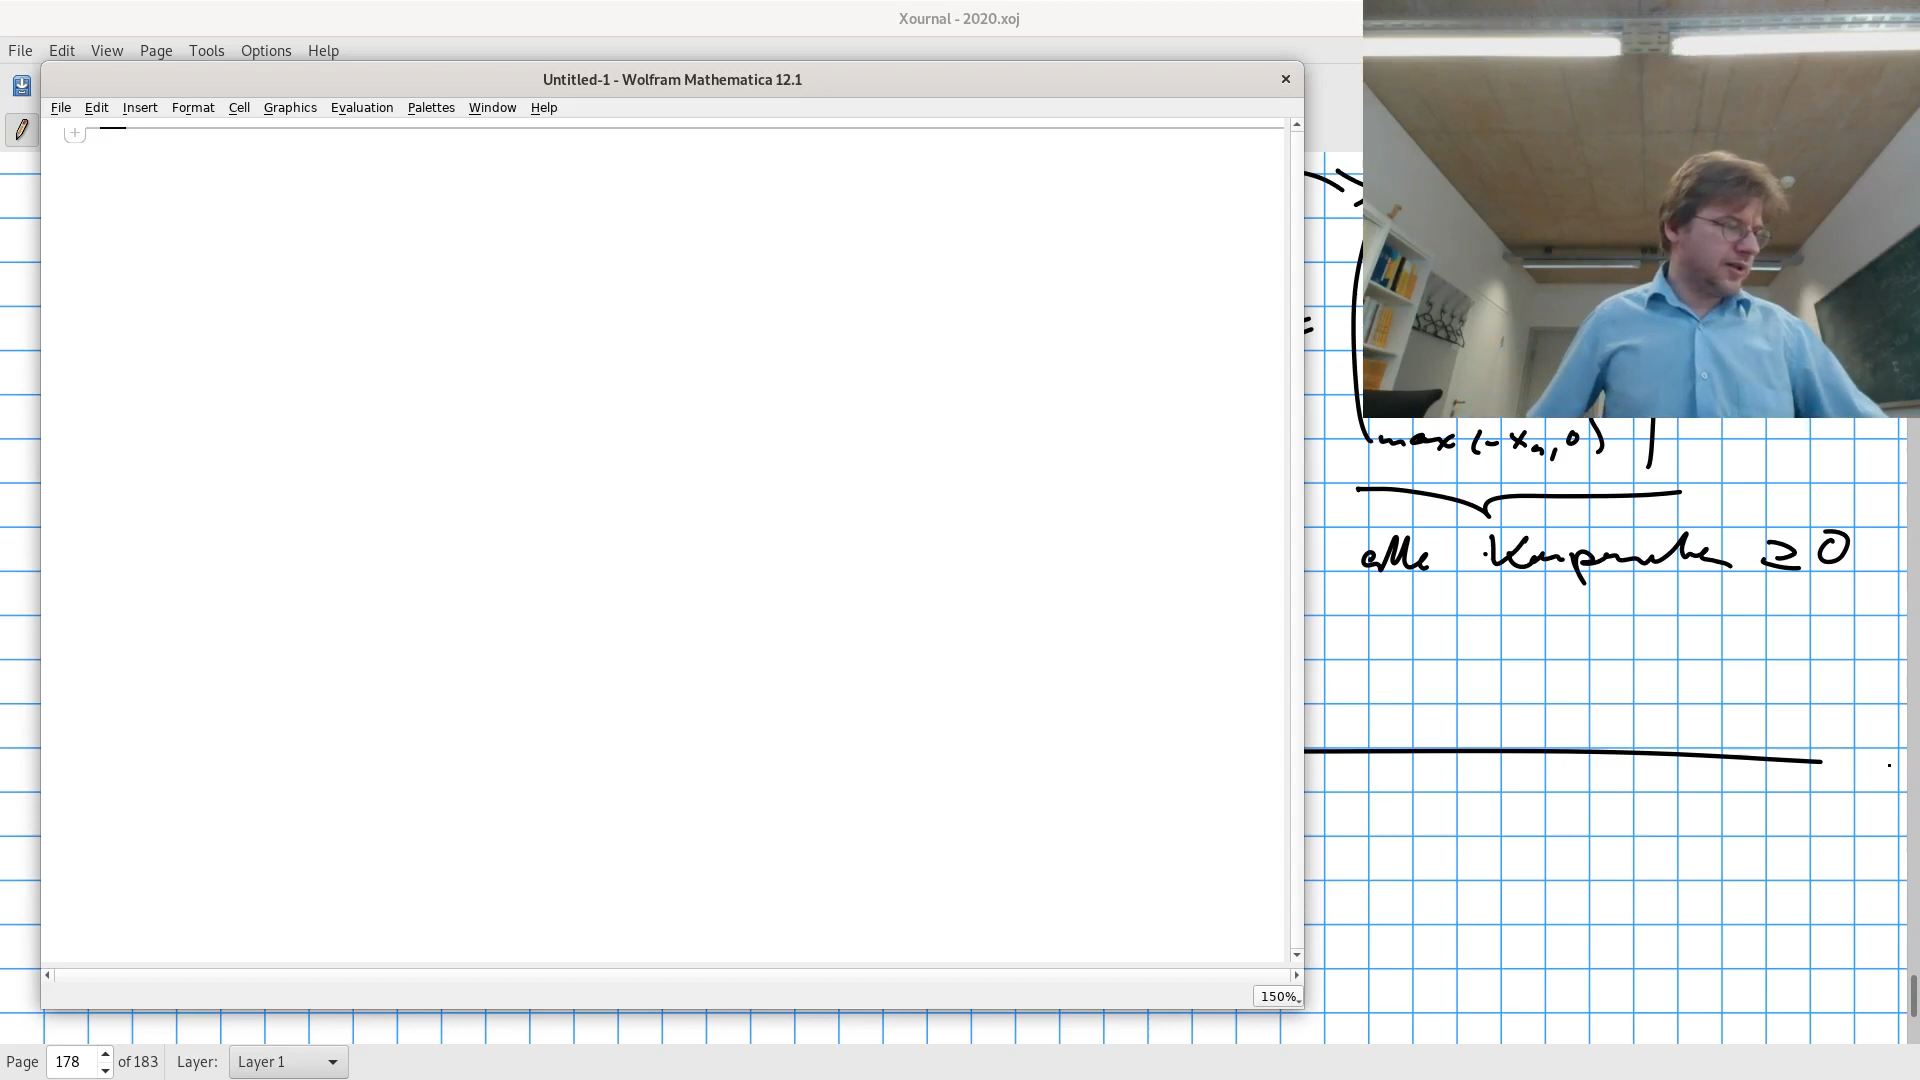 Xournal - 2020.xoj
File Edit View Page Tools Options Help
Untitled-1 - Wolfram Mathematica 12.1
File Edit Insert Format Cell Graphics Evaluation Palettes Window Help
=
max(-xn,0)
alle Komponenten ≥ 0
150%
Page 178 of 183 Layer: Layer 1